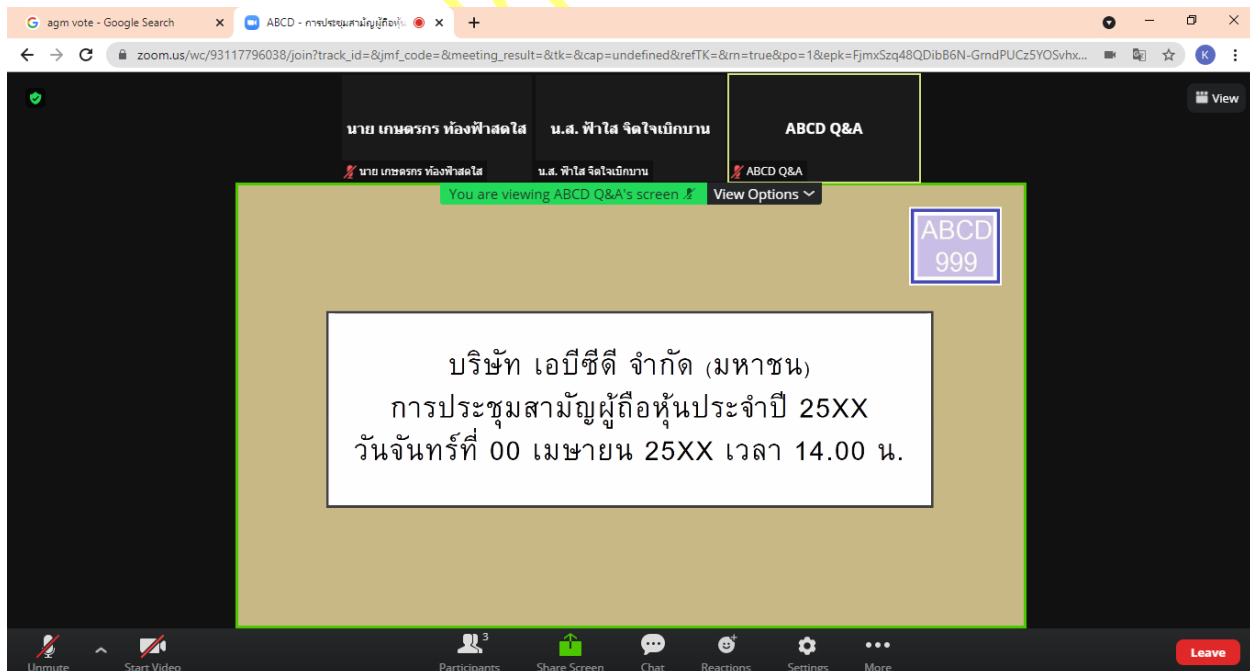 agm vote - Google Search
ABCD - การประชุมสามัญผู้ถือหุ้น
zoom.us/wc/93117796038/join?track_id=&jmf_code=&meeting_result=&tk=&cap=undefined&refTK=&rn=true&po=1&epk=FjmxSzq48QDibB6N-GrndPUCz5YOSvhx...
K
View
นาย เกษตรกร ท้องฟ้าสดใส
น.ส. ฟ้าใส จิตใจเบิกบาน
ABCD Q&A
นาย เกษตรกร ท้องฟ้าสดใส
น.ส. ฟ้าใส จิตใจเบิกบาน
ABCD Q&A
You are viewing ABCD Q&A's screen
View Options
ABCD
999
บริษัท เอบีซีดี จำกัด (มหาชน)
การประชุมสามัญผู้ถือหุ้นประจำปี 25XX
วันจันทร์ที่ 00 เมษายน 25XX เวลา 14.00 น.
Unmute
Start Video
3
Participants
Share Screen
Chat
Reactions
Settings
More
Leave